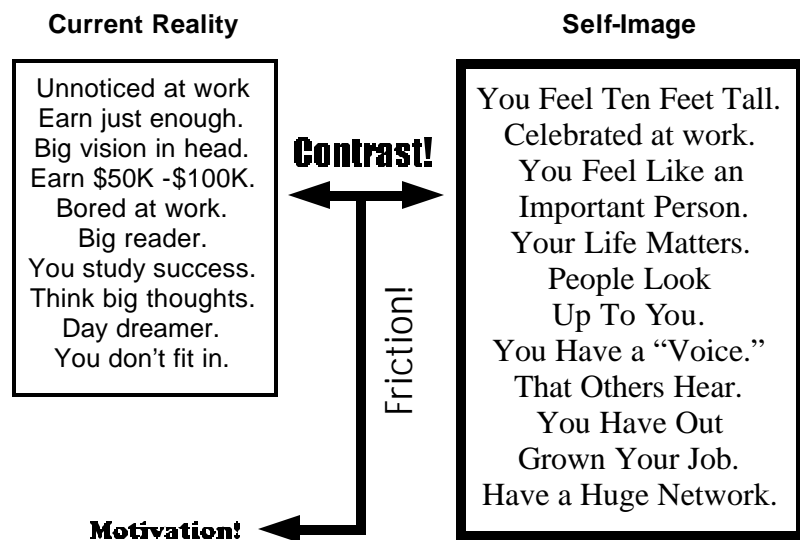 Current Reality
Unnoticed at work
Earn just enough.
Big vision in head.
Earn $50K -$100K.
Bored at work.
Big reader.
You study success.
Think big thoughts.
Day dreamer.
You don’t fit in.
Contrast!
Friction!
Motivation!
Self-Image
You Feel Ten Feet Tall.
Celebrated at work.
You Feel Like an
Important Person.
Your Life Matters.
People Look
Up To You.
You Have a “Voice.”
That Others Hear.
You Have Out
Grown Your Job.
Have a Huge Network.